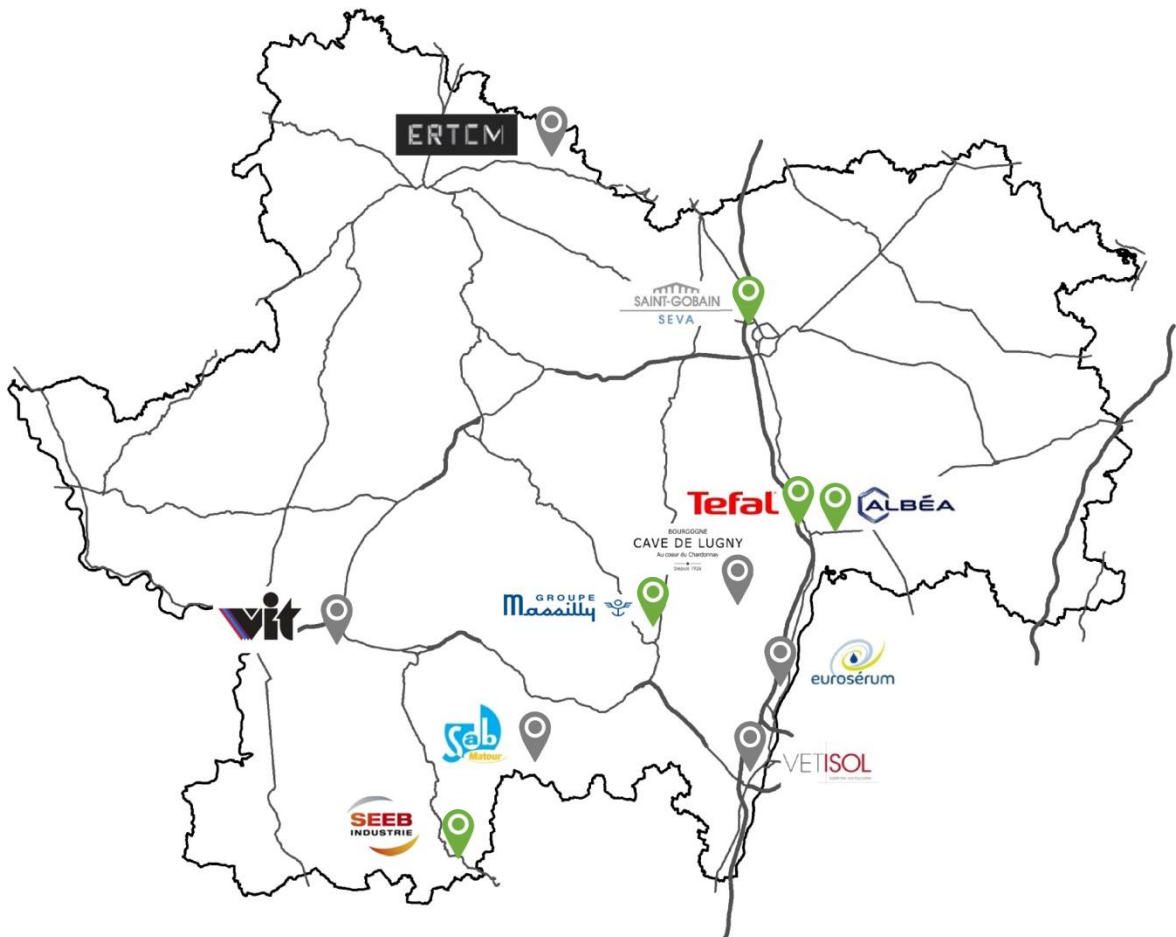 ERTCM
SAINT-GOBAIN
SEVA
Tefal
ALBÉA
BOURGOGNE
CAVE DE LUGNY
Au coeur du Chardonnay
DEPUIS 1926
GROUPE
Massilly
vit
eurosérum
Sab
Matour
VETISOL
SEEB
INDUSTRIE